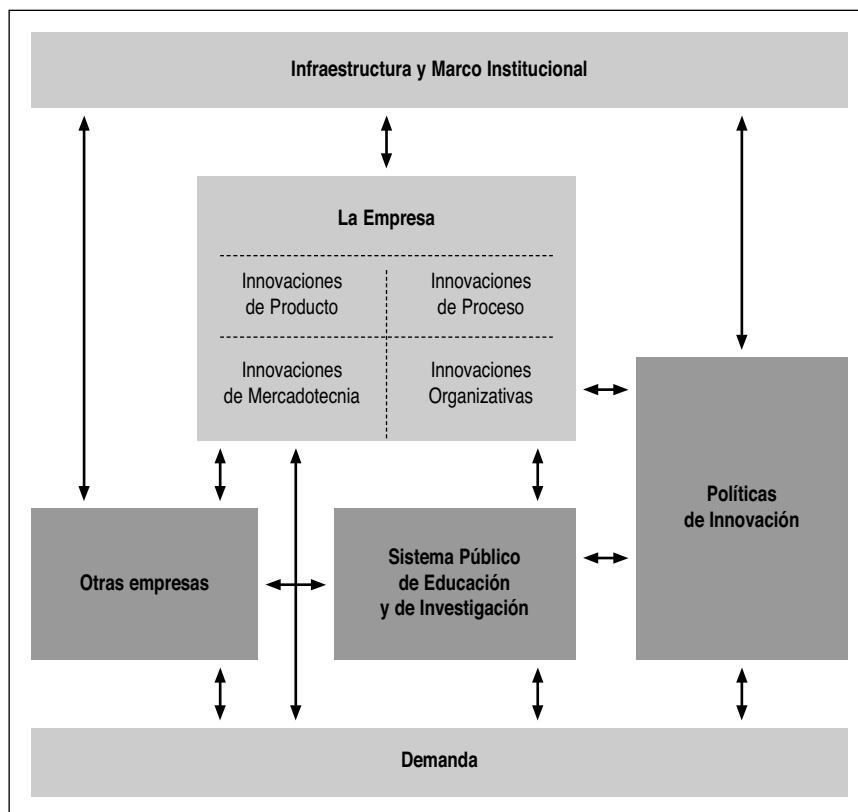 Infraestructura y Marco Institucional
La Empresa
Innovaciones
de Producto
Innovaciones
de Proceso
Innovaciones
de Mercadotecnia
Innovaciones
Organizativas
Políticas
de Innovación
Otras empresas
Sistema Público
de Educación
y de Investigación
Demanda